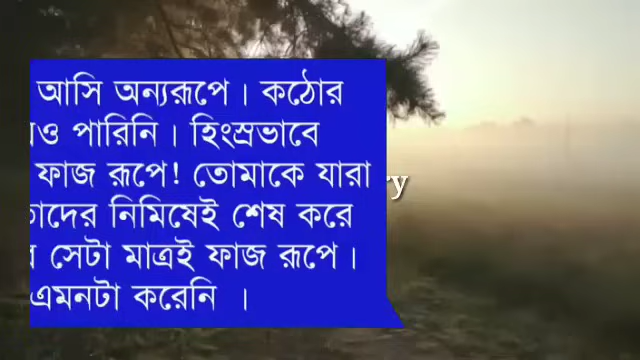 আসি অন্যরূপে। কঠোর
পারিনি। হিংস্রভাবে
ফাজ রূপে! তোমাকে যারা
নিমিষেই শেষ করে
সেটা মাত্রই ফাজ রূপে।
এমনটা করেনি ।